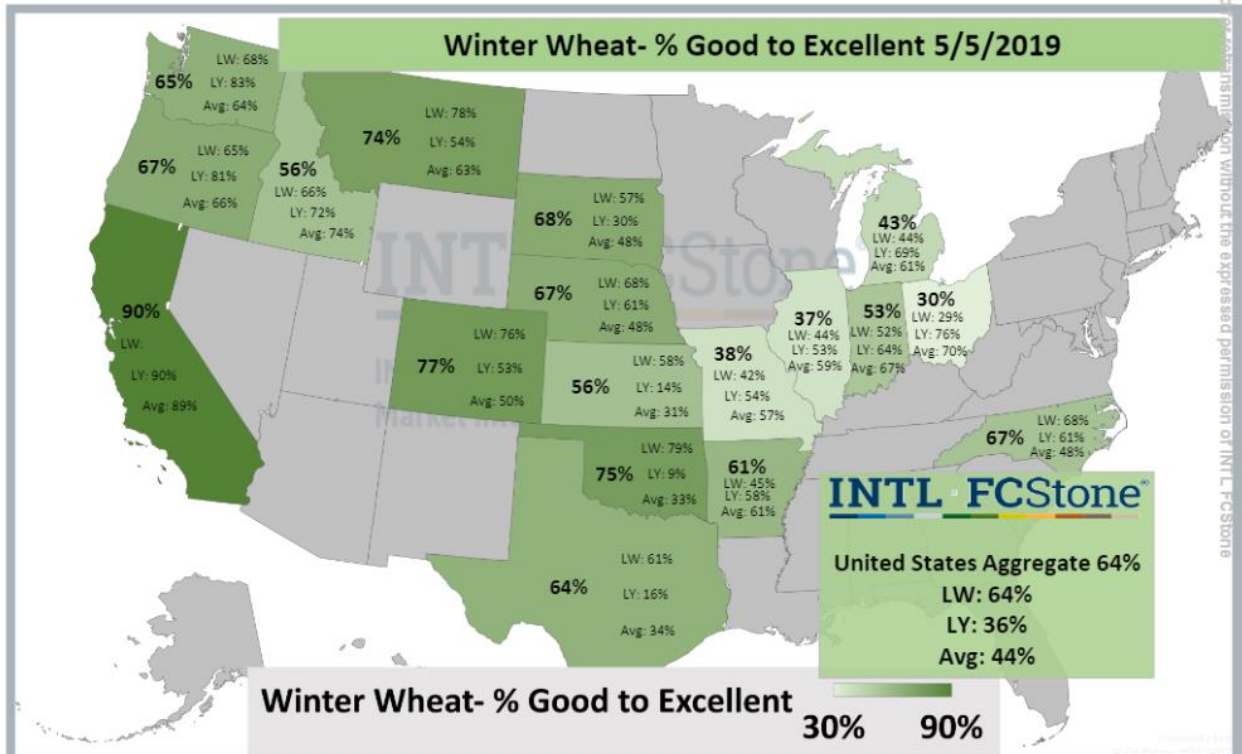 Winter Wheat- % Good to Excellent 5/5/2019
65%
LW: 68%
LY: 83%
Avg: 64%
67%
LW: 65%
LY: 81%
Avg: 66%
56%
LW: 66%
LY: 72%
Avg: 74%
74%
LW: 78%
LY: 54%
Avg: 63%
90%
LW:
LY: 90%
Avg: 89%
68%
LW: 57%
LY: 30%
Avg: 48%
67%
LW: 68%
LY: 61%
Avg: 48%
77%
LW: 76%
LY: 53%
Avg: 50%
56%
LW: 58%
LY: 14%
Avg: 31%
75%
LW: 79%
LY: 9%
Avg: 33%
64%
LW: 61%
LY: 16%
Avg: 34%
38%
LW: 42%
LY: 54%
Avg: 57%
61%
LW: 45%
LY: 58%
Avg: 61%
37%
LW: 44%
LY: 53%
Avg: 59%
53%
LW: 52%
LY: 64%
Avg: 67%
30%
LW: 29%
LY: 76%
Avg: 70%
43%
LW: 44%
LY: 69%
Avg: 61%
67%
LW: 68%
LY: 61%
Avg: 48%
INTL FCStone
INTL FCStone®
United States Aggregate 64%
LW: 64%
LY: 36%
Avg: 44%
Winter Wheat- % Good to Excellent
30% 90%
without the expressed permission of INTL FCStone